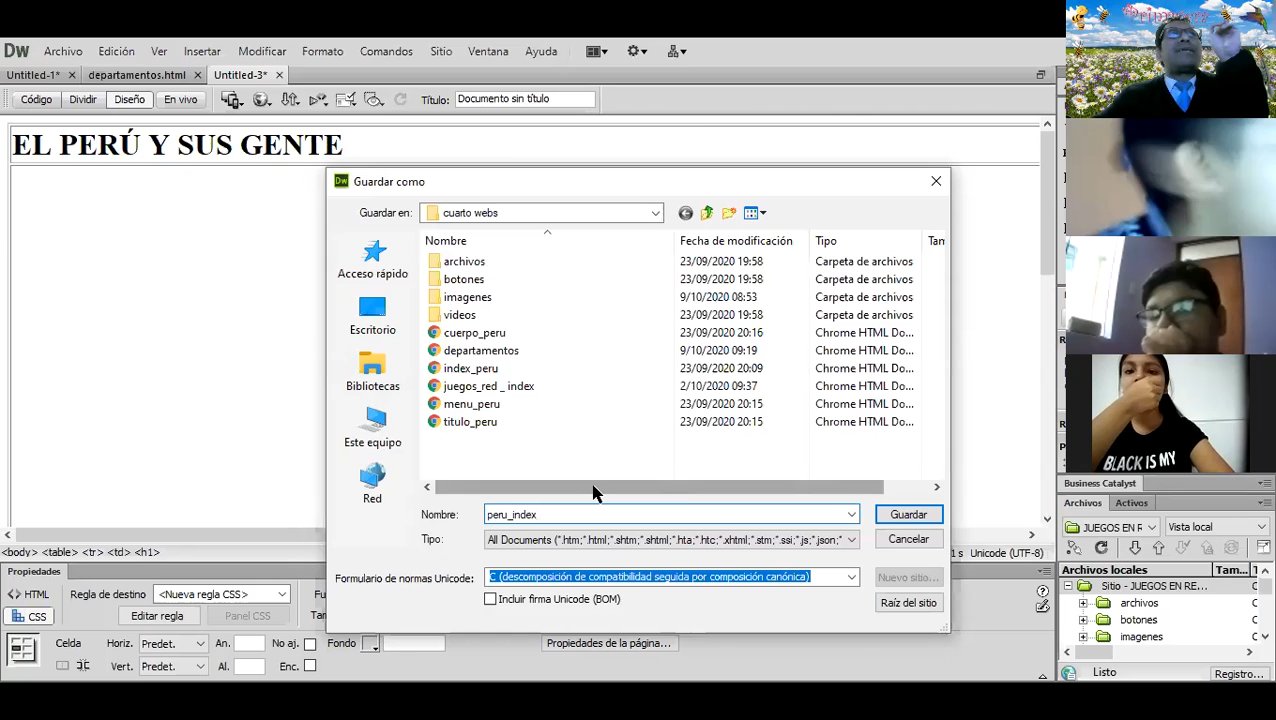 Dw Archivo Edición Ver Insertar Modificar Formato Comandos Sitio Ventana Ayuda
Untitled-1* × departamentos.html × Untitled-3* ×
Código Dividir Diseño En vivo Título: Documento sin título
EL PERÚ Y SUS GENTE
Dw Guardar como
Guardar en: cuarto webs
Nombre Fecha de modificación Tipo Tam
archivos 23/09/2020 19:58 Carpeta de archivos
botones 23/09/2020 19:58 Carpeta de archivos
imagenes 9/10/2020 08:53 Carpeta de archivos
videos 23/09/2020 19:58 Carpeta de archivos
cuerpo_peru 23/09/2020 20:16 Chrome HTML Do...
departamentos 9/10/2020 09:19 Chrome HTML Do...
index_peru 23/09/2020 20:09 Chrome HTML Do...
juegos_red _ index 2/10/2020 09:37 Chrome HTML Do...
menu_peru 23/09/2020 20:15 Chrome HTML Do...
titulo_peru 23/09/2020 20:15 Chrome HTML Do...
Acceso rápido
Escritorio
Bibliotecas
Este equipo
Red
Nombre: peru_index Guardar
Tipo: All Documents (*.htm;*.html;*.shtm;*.shtml;*.hta;*.htc;*.xhtml;*.stm;*.ssi;*.js;*.json;* Cancelar
Formulario de normas Unicode: C (descomposición de compatibilidad seguida por composición canónica) Nuevo sitio...
Incluir firma Unicode (BOM) Raíz del sitio
<body> <table> <tr> <td> <h1>
1 s Unicode (UTF-8)
Propiedades
HTML Regla de destino <Nueva regla CSS> Fu
CSS Editar regla Panel CSS Tam
Celda Horiz. Predet. An. No aj. Fondo Propiedades de la página...
Vert. Predet. Al. Enc.
BLACK IS MY
Business Catalyst
Archivos Activos
JUEGOS EN R Vista local
Archivos locales Tam...
Sitio - JUEGOS EN RE...
archivos
botones
imagenes
Listo Registro...